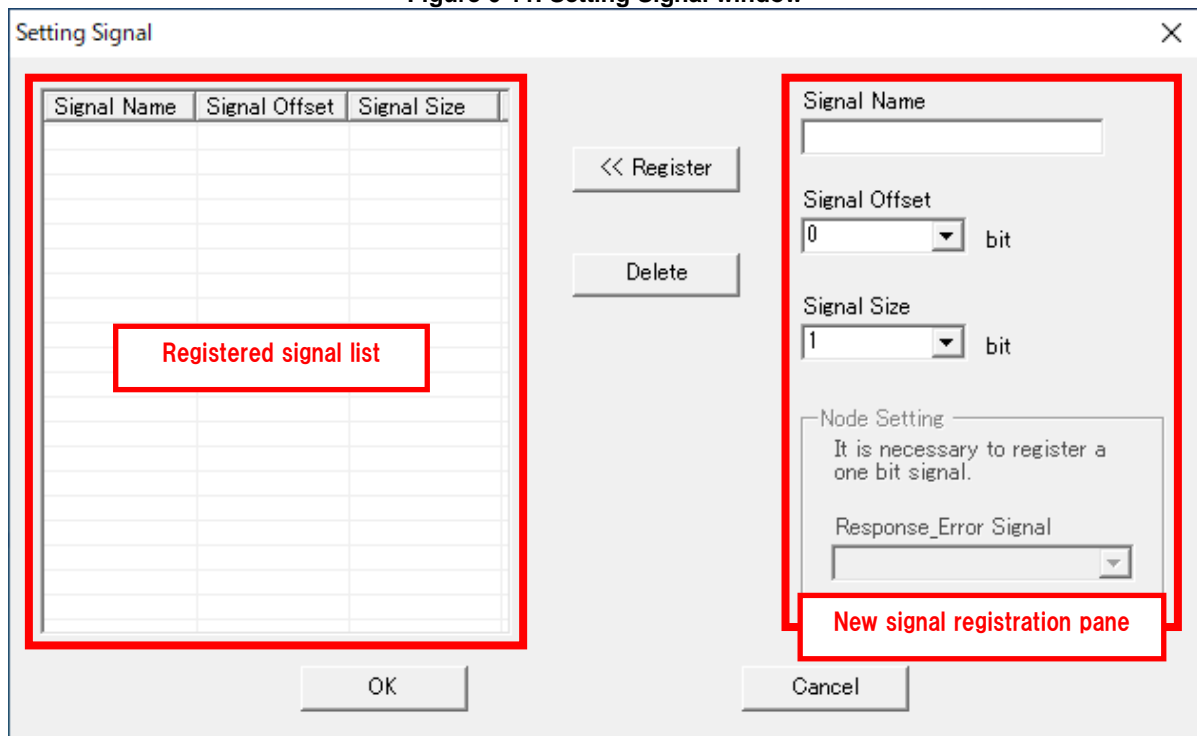 Setting Signal
Signal Name Signal Offset Signal Size
Registered signal list
<< Register
Delete
Signal Name
Signal Offset
0 bit
Signal Size
1 bit
Node Setting
It is necessary to register a
one bit signal.
Response_Error Signal
New signal registration pane
OK
Cancel